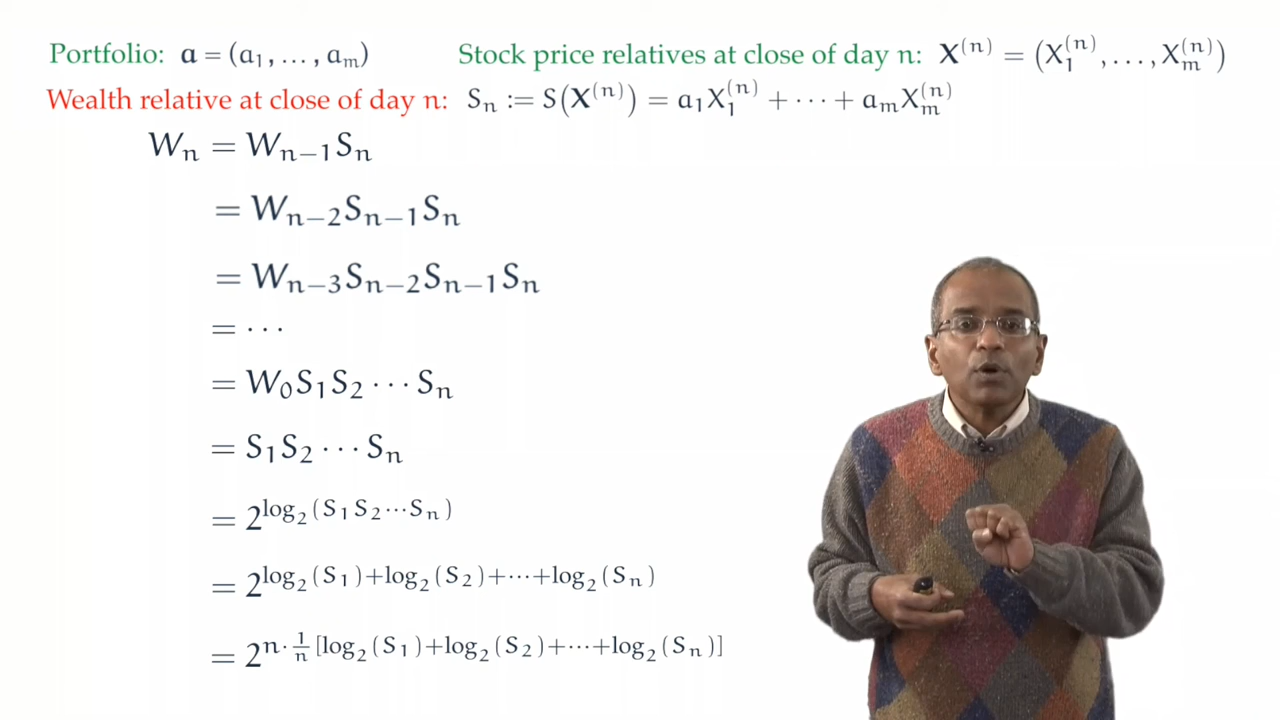 Portfolio: a = (a₁, ..., aₘ) Stock price relatives at close of day n: X⁽ⁿ⁾ = (X₁⁽ⁿ⁾, ..., Xₘ⁽ⁿ⁾)
Wealth relative at close of day n: Sₙ := S(X⁽ⁿ⁾) = a₁X₁⁽ⁿ⁾ + ··· + aₘXₘ⁽ⁿ⁾
Wₙ = Wₙ₋₁Sₙ
= Wₙ₋₂Sₙ₋₁Sₙ
= Wₙ₋₃Sₙ₋₂Sₙ₋₁Sₙ
= ···
= W₀S₁S₂ ··· Sₙ
= S₁S₂ ··· Sₙ
= 2^{log₂(S₁S₂···Sₙ)}
= 2^{log₂(S₁)+log₂(S₂)+···+log₂(Sₙ)}
= 2^{n·\frac{1}{n}[log₂(S₁)+log₂(S₂)+···+log₂(Sₙ)]}